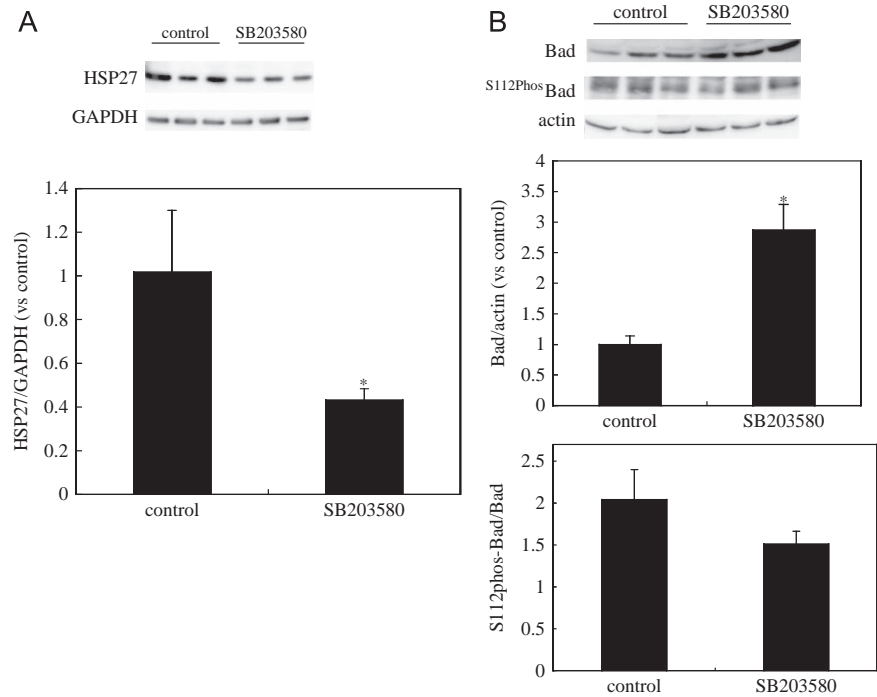 A
control SB203580
HSP27
GAPDH
HSP27/GAPDH (vs control)
1.4
1.2
1
0.8
0.6
0.4
0.2
0
*
control SB203580
B
control SB203580
Bad
S112Phos Bad
actin
Bad/actin (vs control)
4
3.5
3
2.5
2
1.5
1
0.5
0
*
control SB203580
S112phos-Bad/Bad
2.5
2
1.5
1
0.5
0
control SB203580